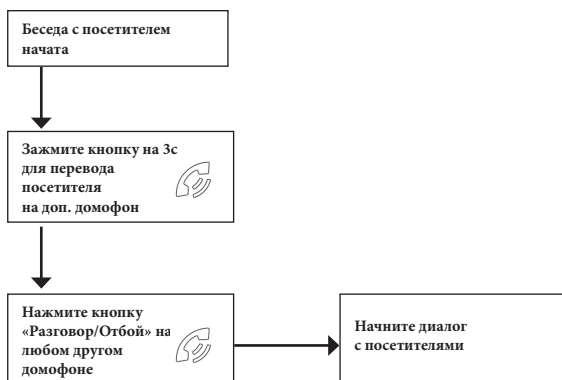 Беседа с посетителем
начата
Зажмите кнопку на 3с
для перевода
посетителя
на доп. домофон
Нажмите кнопку
«Разговор/Отбой» на
любом другом
домофоне
Начните диалог
с посетителями